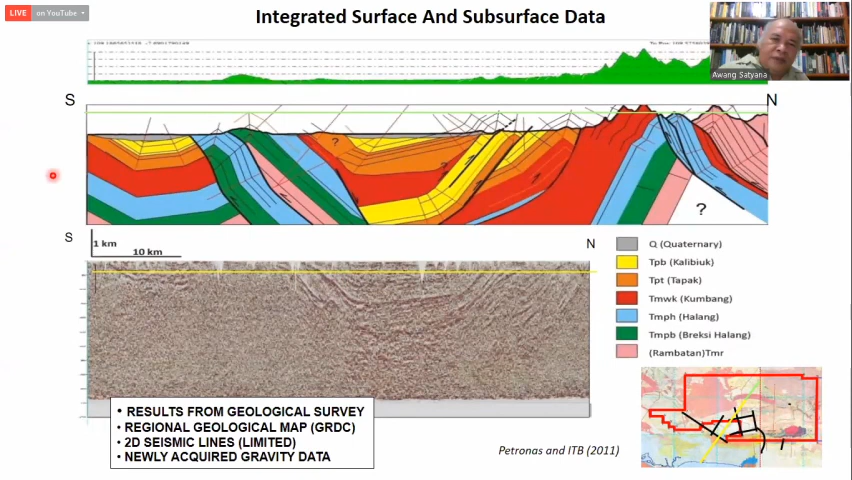 LIVE on YouTube
Integrated Surface And Subsurface Data
Awang Satyana
S
N
?
?
?
S
N
1 km
10 km
Q (Quaternary)
Tpb (Kalibiuk)
Tpt (Tapak)
Tmwk (Kumbang)
Tmph (Halang)
Tmpb (Breksi Halang)
(Rambatan)Tmr
• RESULTS FROM GEOLOGICAL SURVEY
• REGIONAL GEOLOGICAL MAP (GRDC)
• 2D SEISMIC LINES (LIMITED)
• NEWLY ACQUIRED GRAVITY DATA
Petronas and ITB (2011)